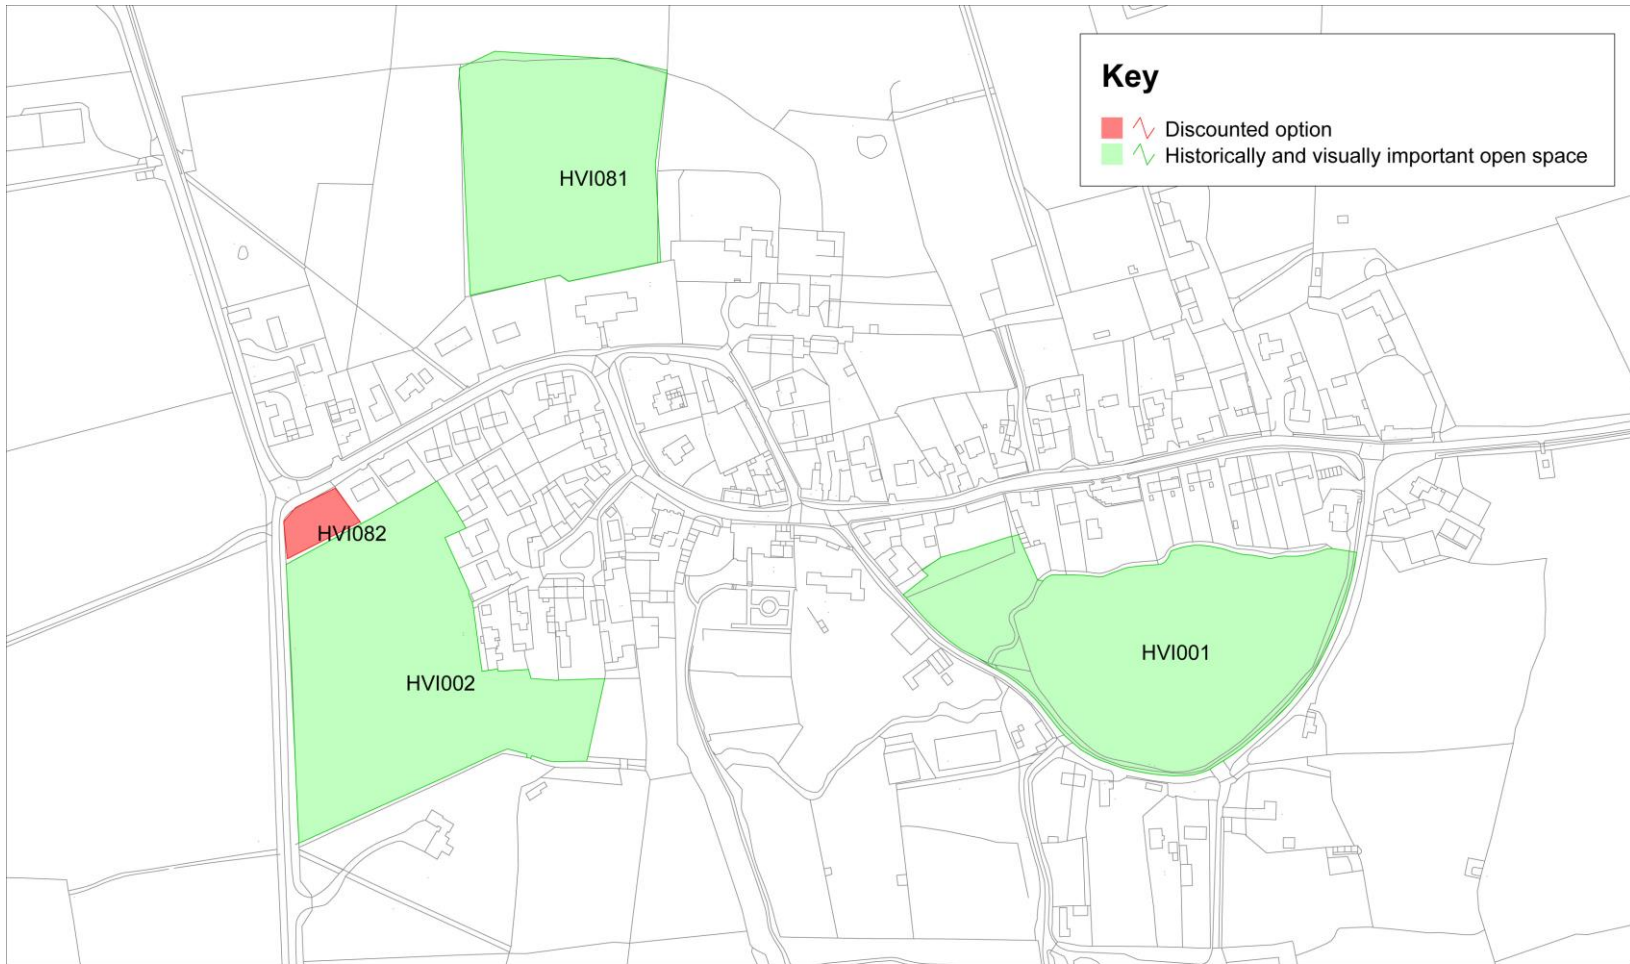 Key
Discounted option
Historically and visually important open space
HVI081
HVI082
HVI002
HVI001